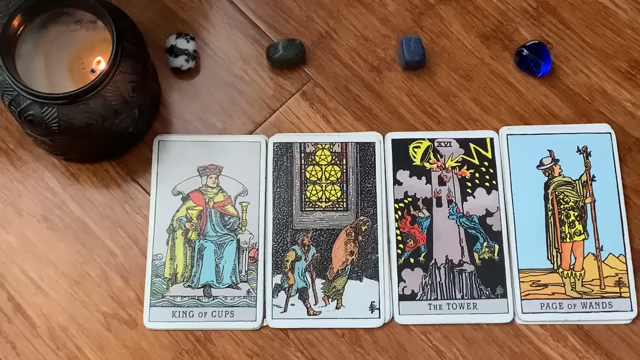 KING OF CUPS
XVI
THE TOWER
PAGE OF WANDS